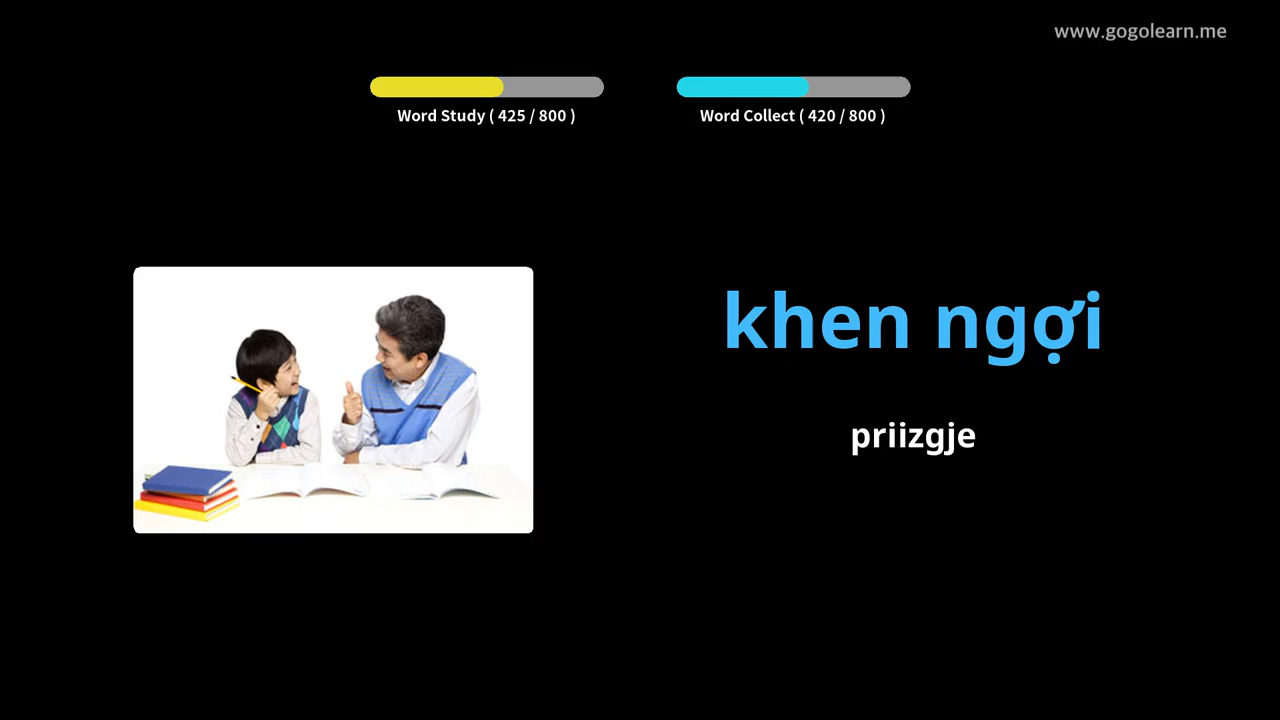 www.gogolearn.me
Word Study ( 425 / 800 )
Word Collect ( 420 / 800 )
khen ngợi
priizgje